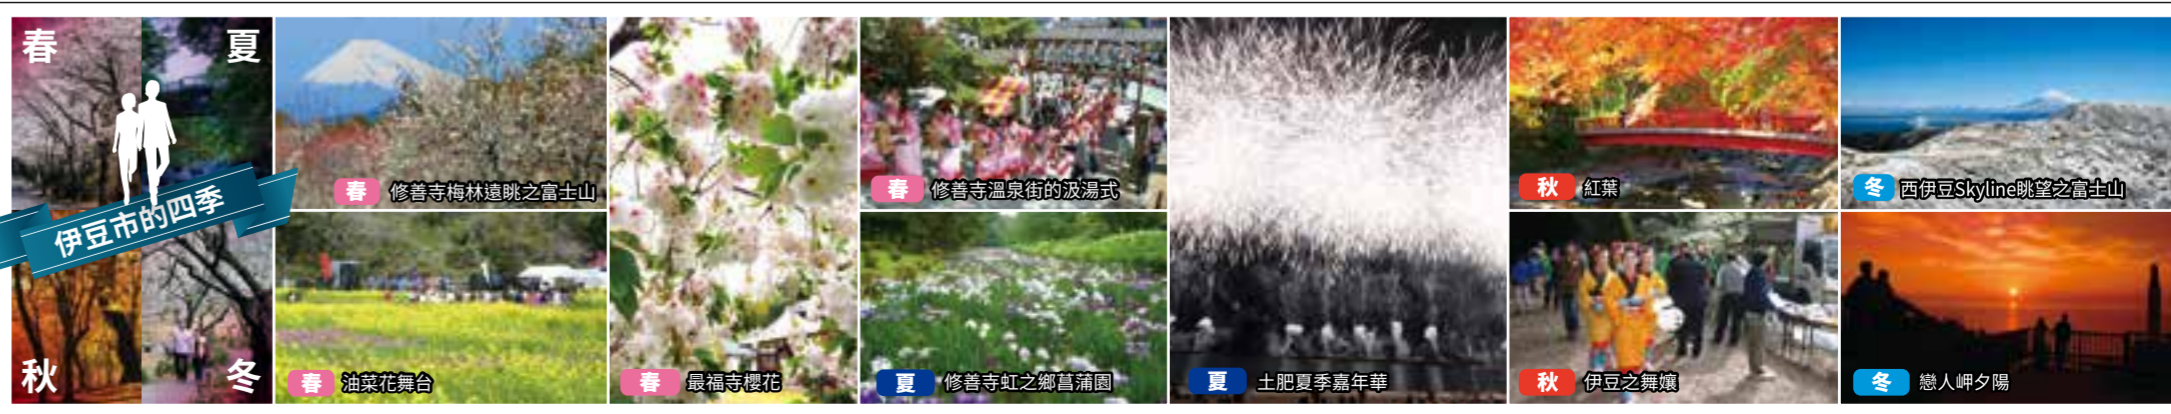 春
夏
伊豆市的四季
秋
冬
春 修善寺梅林遠眺之富士山
春 油菜花舞台
春 最福寺櫻花
春 修善寺溫泉街的汲湯式
夏 修善寺虹之鄉菖蒲園
夏 土肥夏季嘉年華
秋 紅葉
秋 伊豆之舞孃
冬 西伊豆Skyline眺望之富士山
冬 戀人岬夕陽